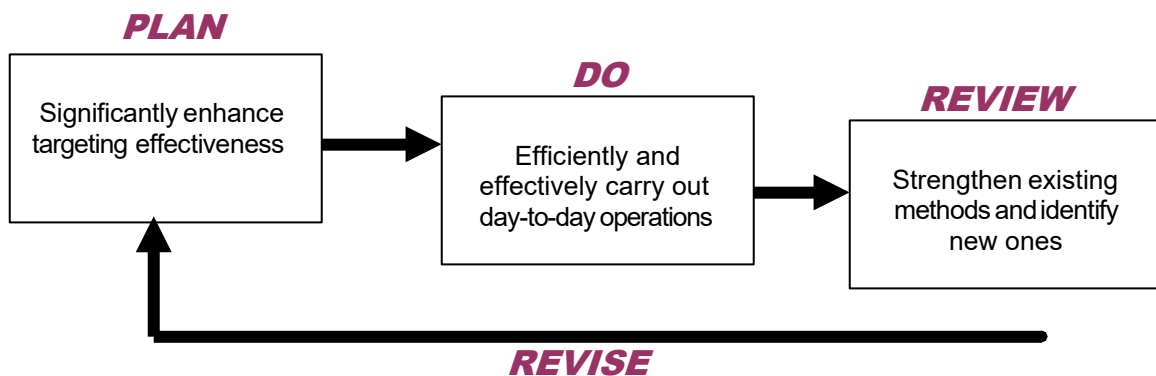 PLAN
Significantly enhance
targeting effectiveness
DO
Efficiently and
effectively carry out
day-to-day operations
REVIEW
Strengthen existing
methods and identify
new ones
REVISE